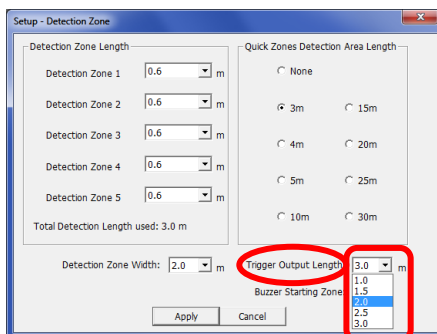 Setup - Detection Zone
Detection Zone Length
Detection Zone 1 0.6 m
Detection Zone 2 0.6 m
Detection Zone 3 0.6 m
Detection Zone 4 0.6 m
Detection Zone 5 0.6 m
Total Detection Length used: 3.0 m
Quick Zones Detection Area Length
None
3m 15m
4m 20m
5m 25m
10m 30m
Detection Zone Width: 2.0 m
Trigger Output Length 3.0 m
1.0
1.5
2.0
2.5
3.0
Buzzer Starting Zone
Apply Cancel